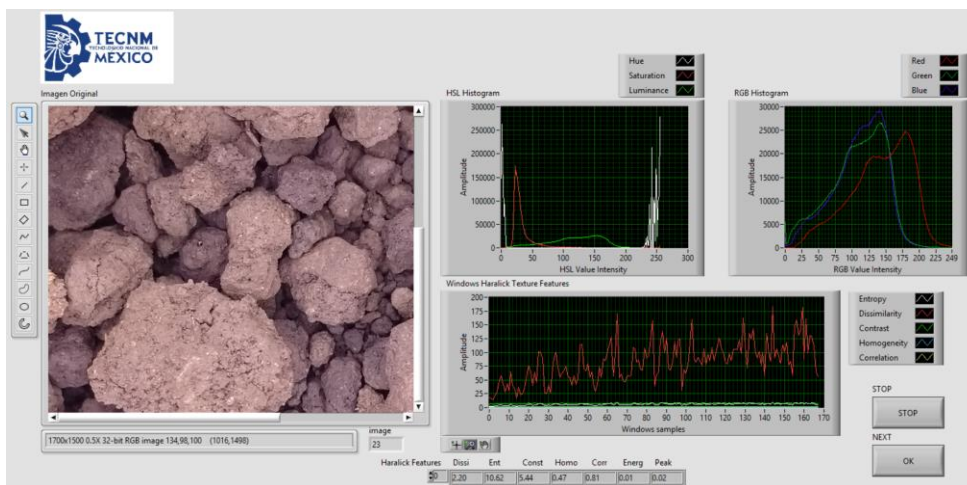 TECNM
TECNOLÓGICO NACIONAL DE
MÉXICO
Imagen Original
1700x1500 0.5X 32-bit RGB image 134,98,100 (1016,1498)
image
23
HSL Histogram
Hue
Saturation
Luminance
Amplitude
300000
250000
200000
150000
100000
50000
0
0 50 100 150 200 250 300
HSL Value Intensity
RGB Histogram
Red
Green
Blue
Amplitude
30000
25000
20000
15000
10000
5000
0
0 25 50 75 100 125 150 175 200 225 249
RGB Value Intensity
Windows Haralick Texture Features
Amplitude
200
175
150
125
100
75
50
25
0
0 10 20 30 40 50 60 70 80 90 100 110 120 130 140 150 160 170
Windows samples
Entropy
Dissimilarity
Contrast
Homogeneity
Correlation
STOP
STOP
NEXT
OK
Haralick Features Dissi Ent Const Homo Corr Energ Peak
0 2.20 10.62 5.44 0.47 0.81 0.01 0.02